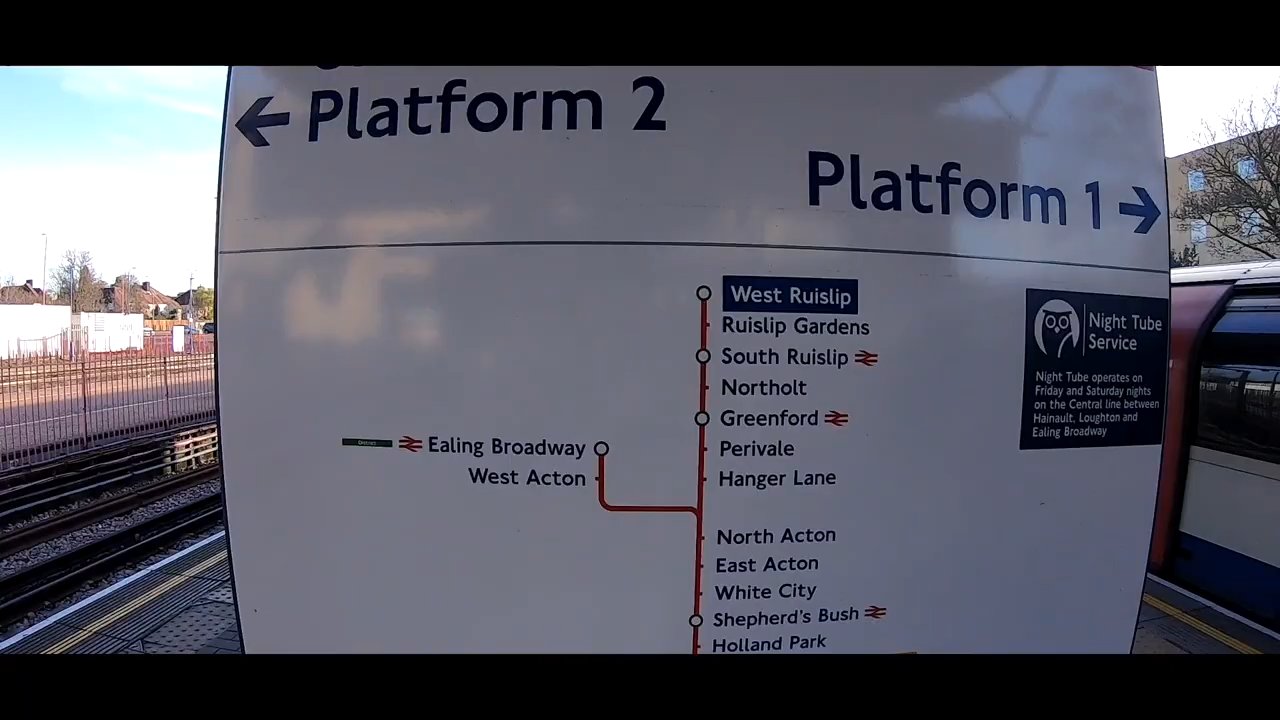 Platform 2
Platform 1
West Ruislip
Ruislip Gardens
South Ruislip
Northolt
Greenford
Perivale
Hanger Lane
District
Ealing Broadway
West Acton
North Acton
East Acton
White City
Shepherd's Bush
Holland Park
Night Tube
Service
Night Tube operates on
Friday and Saturday nights
on the Central line between
Hainault, Loughton and
Ealing Broadway